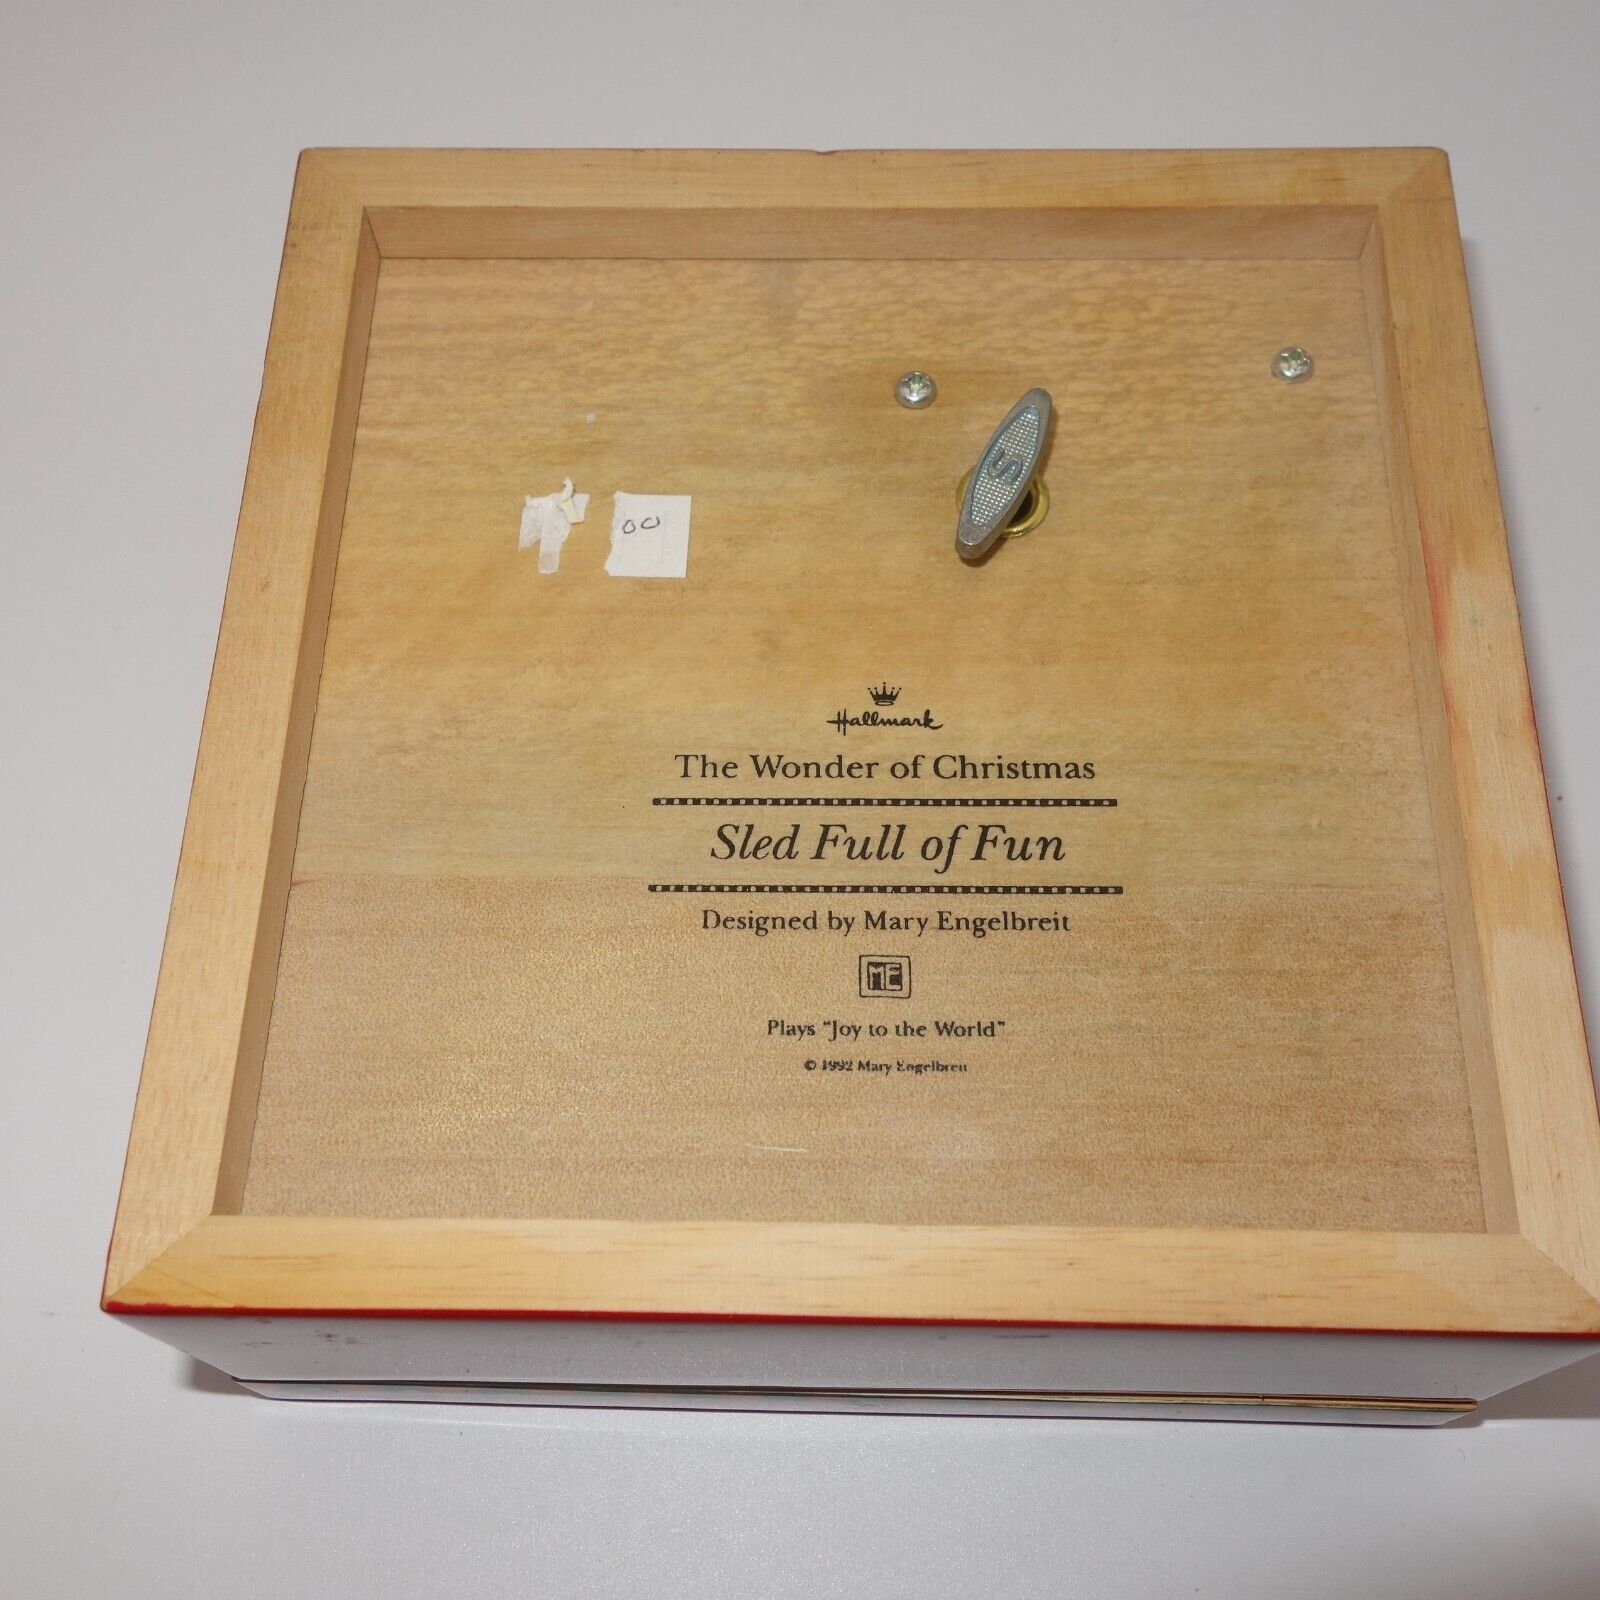 S
00
Hallmark
The Wonder of Christmas
Sled Full of Fun
Designed by Mary Engelbreit
ME
Plays "Joy to the World"
© 1992 Mary Engelbreit